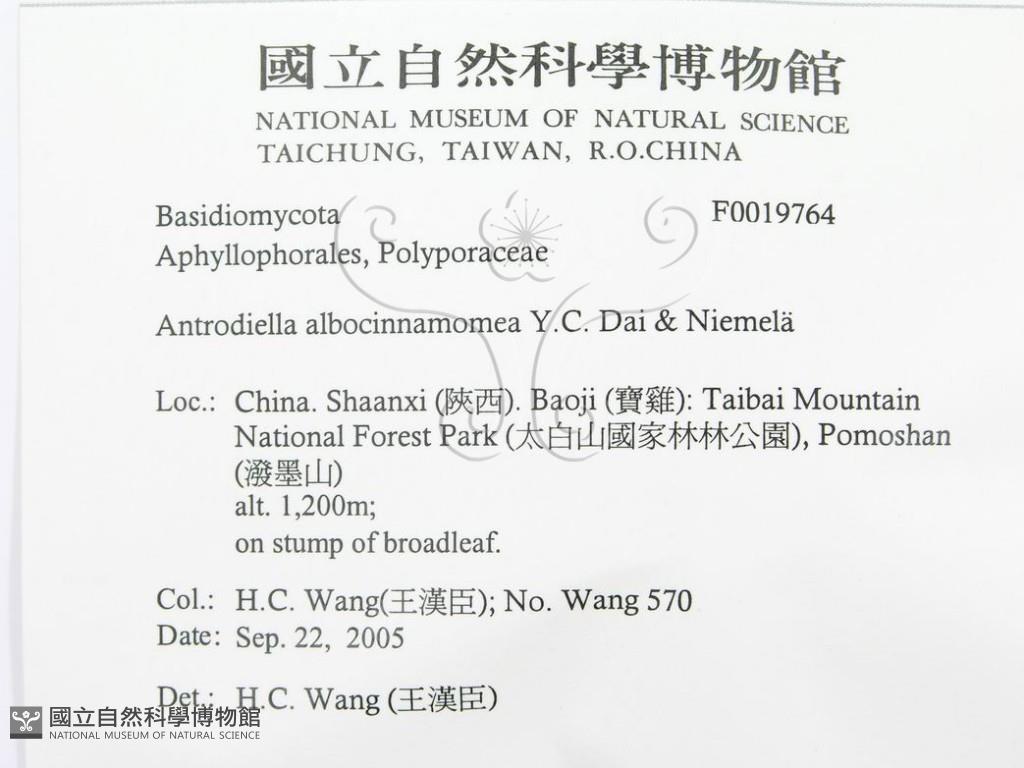 國立自然科學博物館
NATIONAL MUSEUM OF NATURAL SCIENCE
TAICHUNG, TAIWAN, R.O.CHINA
Basidiomycota F0019764
Aphyllophorales, Polyporaceae
Antrodiella albocinnamomea Y.C. Dai & Niemelä
Loc.: China. Shaanxi (陝西). Baoji (寶雞): Taibai Mountain
National Forest Park (太白山國家林林公園), Pomoshan
(潑墨山)
alt. 1,200m;
on stump of broadleaf.
Col.: H.C. Wang(王漢臣); No. Wang 570
Date: Sep. 22, 2005
Det.: H.C. Wang (王漢臣)
國立自然科學博物館
NATIONAL MUSEUM OF NATURAL SCIENCE